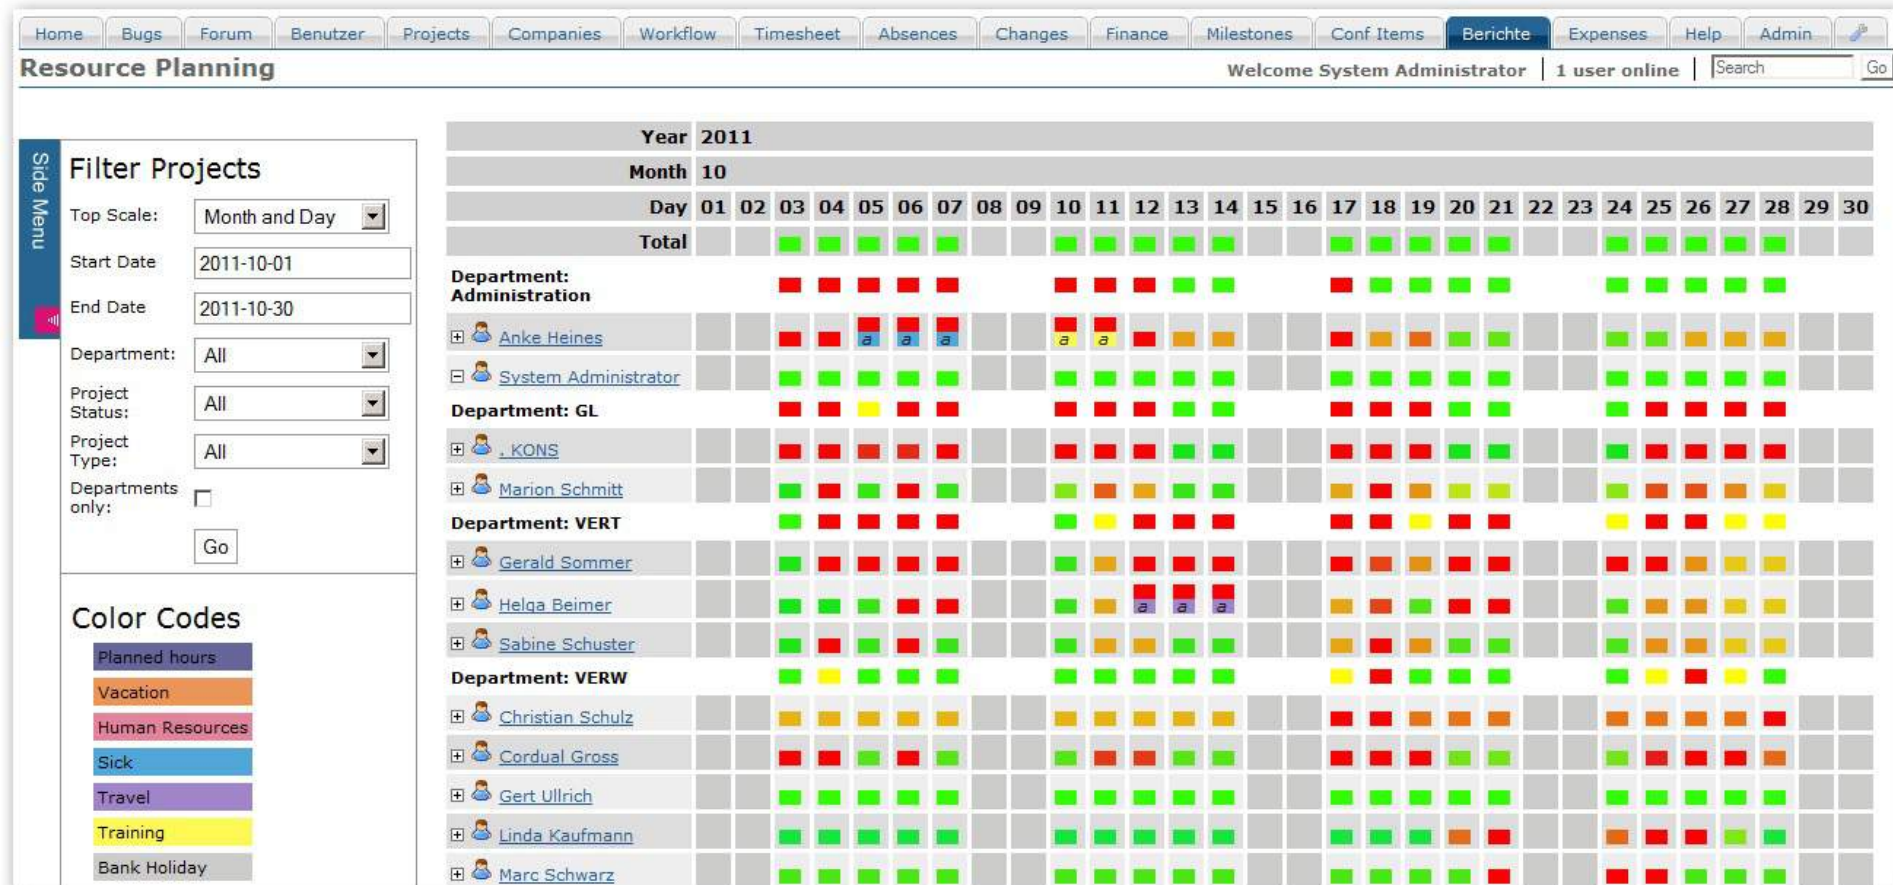 Home Bugs Forum Benutzer Projects Companies Workflow Timesheet Absences Changes Finance Milestones Conf Items Berichte Expenses Help Admin
Resource Planning
Welcome System Administrator | 1 user online | Search Go
Side Menu
Filter Projects
Top Scale: Month and Day
Start Date 2011-10-01
End Date 2011-10-30
Department: All
Project Status: All
Project Type: All
Departments only:
Go
Color Codes
Planned hours
Vacation
Human Resources
Sick
Travel
Training
Bank Holiday
Year 2011
Month 10
Day 01 02 03 04 05 06 07 08 09 10 11 12 13 14 15 16 17 18 19 20 21 22 23 24 25 26 27 28 29 30
Total
Department:
Administration
Anke Heines a a a a a
System Administrator
Department: GL
. KONS
Marion Schmitt
Department: VERT
Gerald Sommer
Helga Beimer a a a
Sabine Schuster
Department: VERW
Christian Schulz
Cordual Gross
Gert Ullrich
Linda Kaufmann
Marc Schwarz